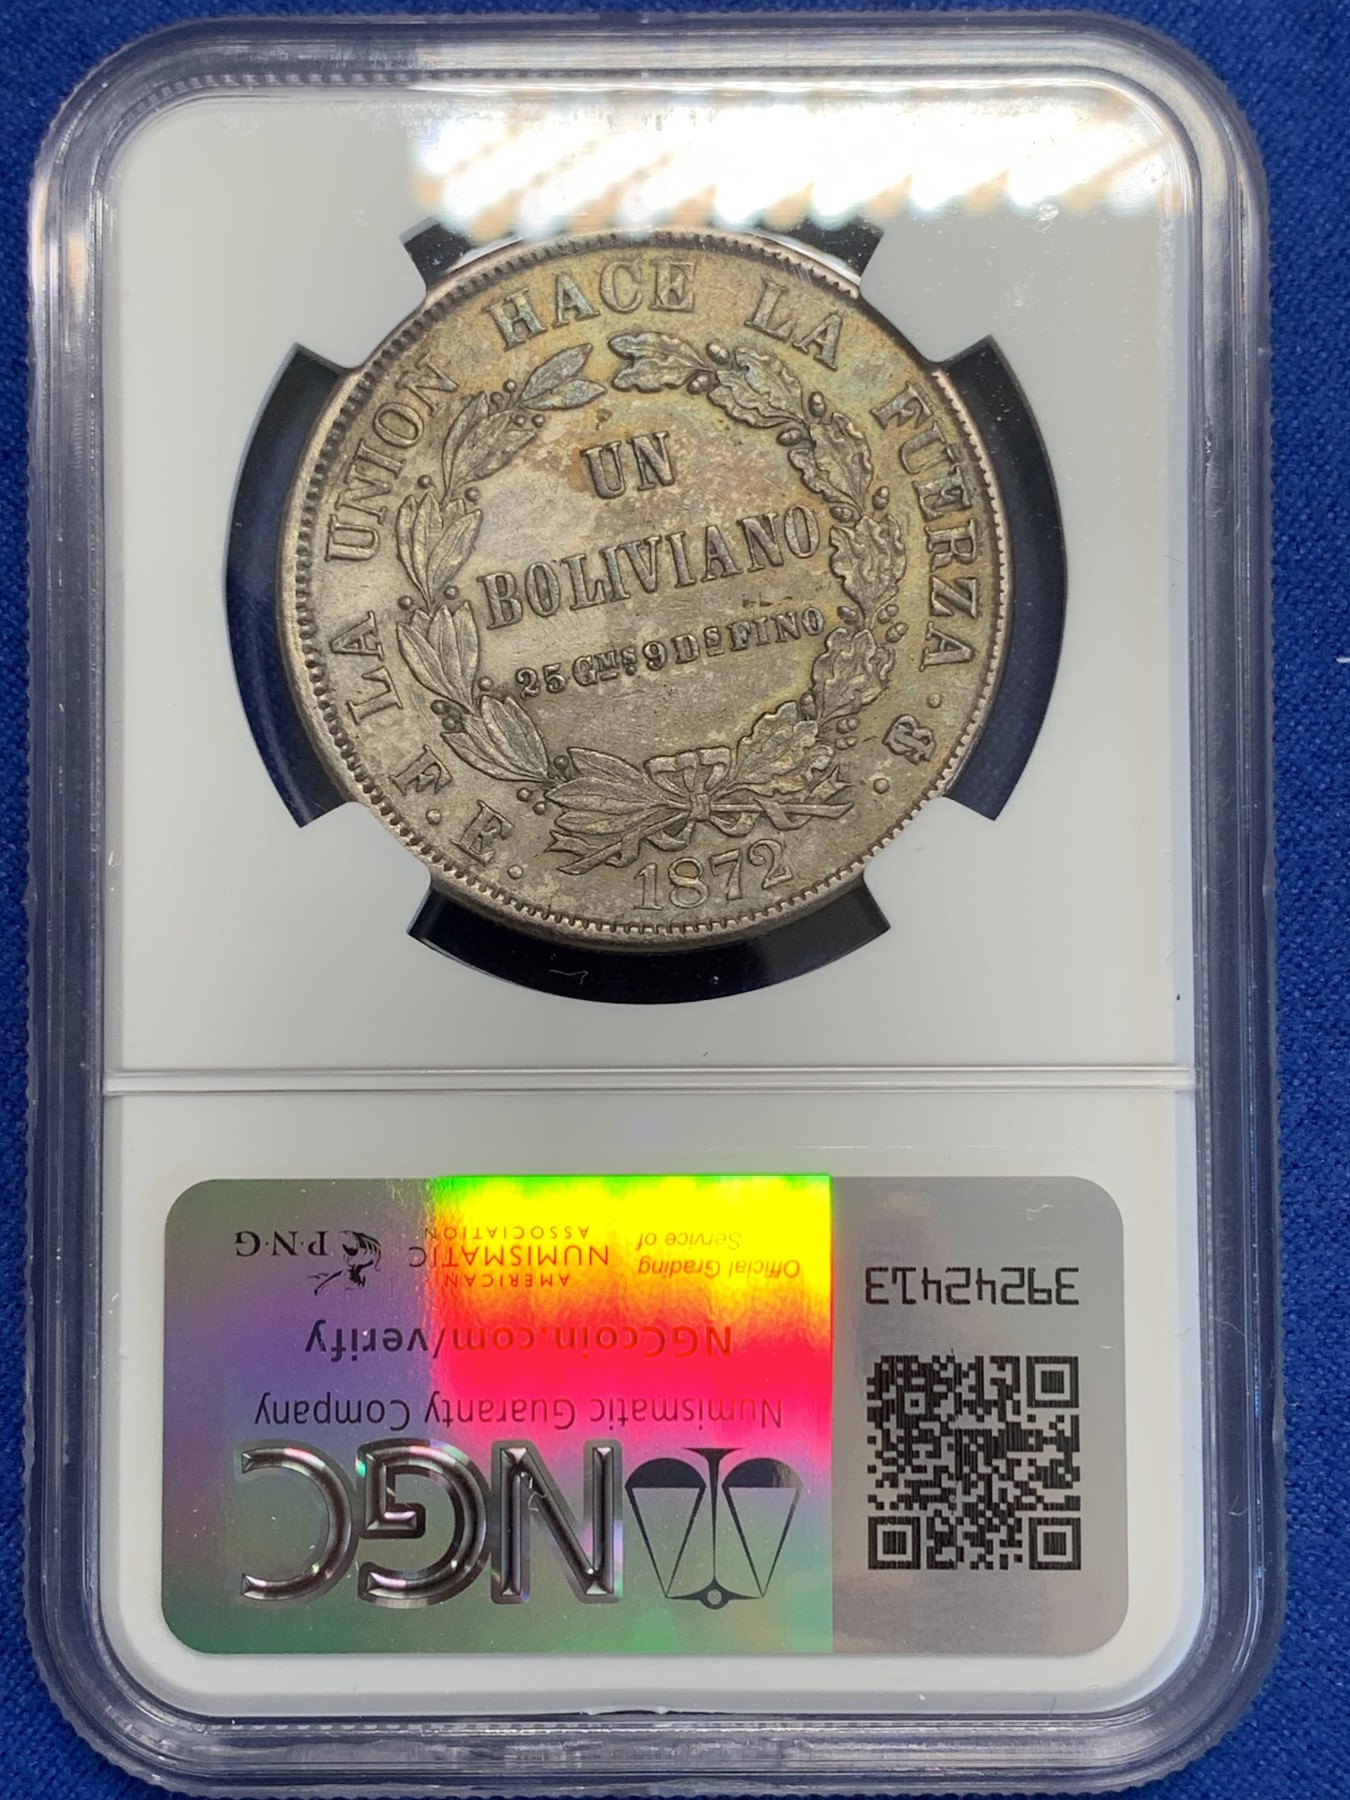 LA UNION HACE LA FUERZA · PTS · F · E ·
UN
BOLIVIANO
25 GMS 9 DS FINO
1872
NGC
Numismatic Guaranty Company
NGCcoin.com/verify
Official Grading
Service of
AMERICAN
NUMISMATIC
ASSOCIATION
P·N·G
39242413